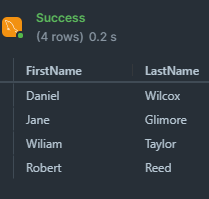 Success
(4 rows) 0.2 s
FirstName LastName
Daniel Wilcox
Jane Glimore
Wiliam Taylor
Robert Reed